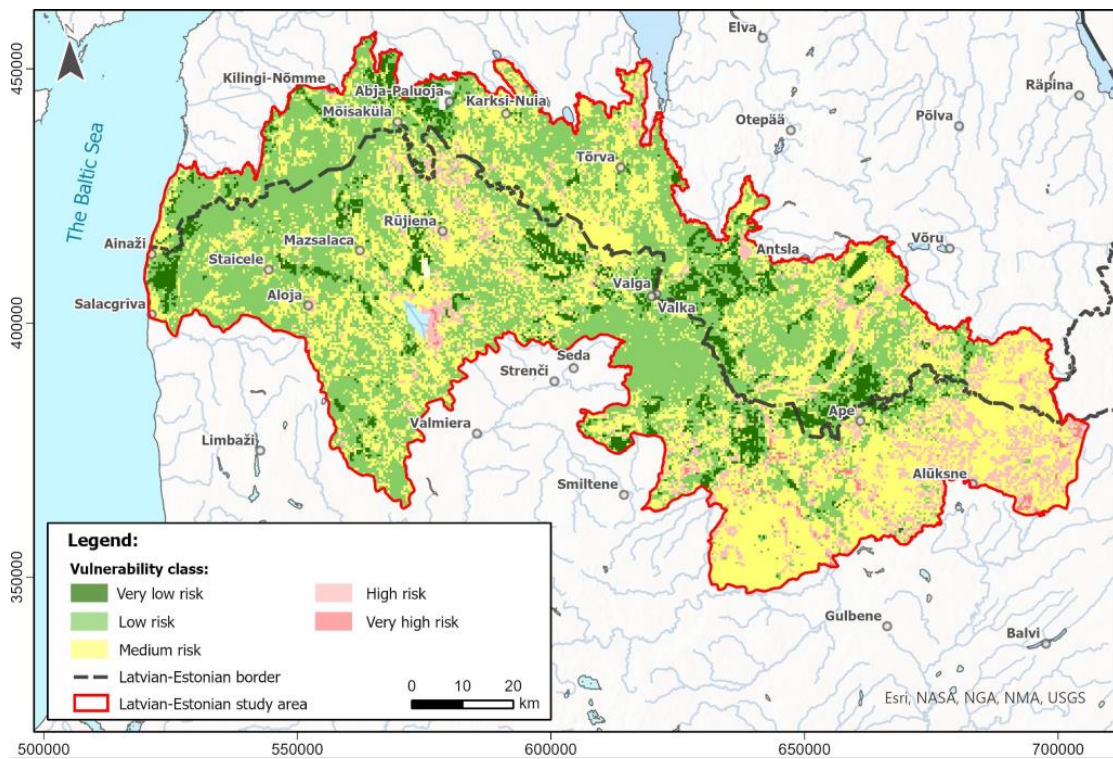 N
450000
400000
350000
The Baltic Sea
Elva
Kilingi-Nõmme
Räpina
Abja-Paluoja
Karksi-Nuia
Mõisaküla
Põlva
Otepää
Tõrva
Rūjiena
Ainaži
Mazsalaca
Antsla
Võru
Staicele
Valga
Salacgrīva
Aloja
Valka
Seda
Strenči
Ape
Valmiera
Limbaži
Alūksne
Smiltene
Gulbene
Balvi
Legend:
Vulnerability class:
Very low risk
High risk
Low risk
Very high risk
Medium risk
Latvian-Estonian border
Latvian-Estonian study area
0 10 20
km
Esri, NASA, NGA, NMA, USGS
500000 550000 600000 650000 700000